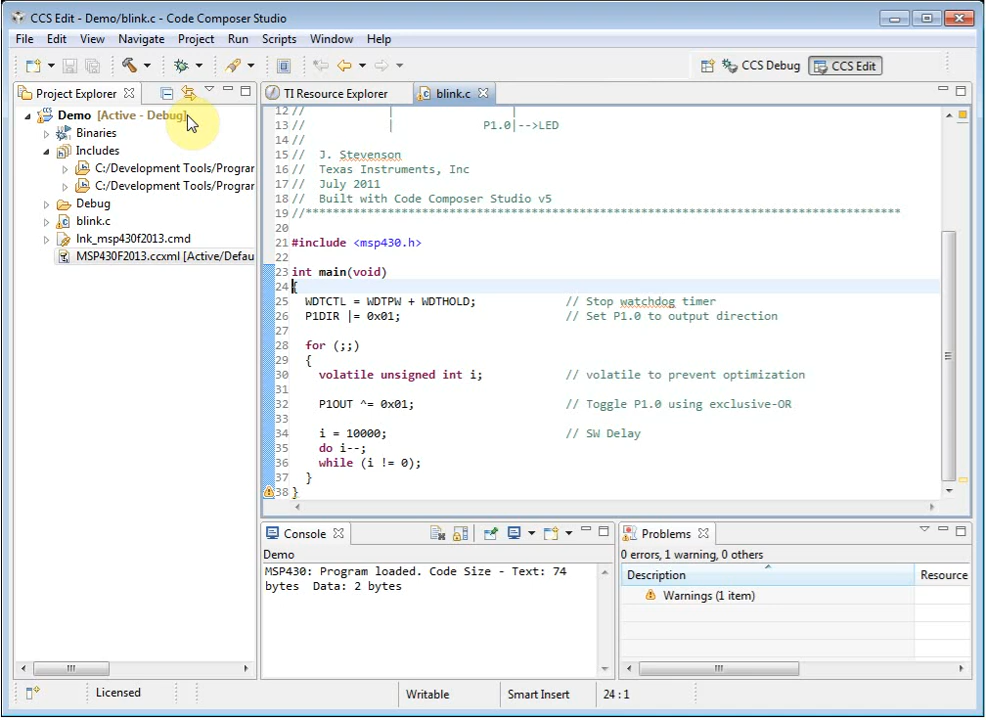 CCS Edit - Demo/blink.c - Code Composer Studio
File Edit View Navigate Project Run Scripts Window Help
CCS Debug CCS Edit
Project Explorer
Demo [Active - Debug]
Binaries
Includes
C:/Development Tools/Progran
C:/Development Tools/Progran
Debug
blink.c
lnk_msp430f2013.cmd
MSP430F2013.ccxml [Active/Defau
TI Resource Explorer blink.c
12// | |
13// | P1.0|-->LED
14//
15// J. Stevenson
16// Texas Instruments, Inc
17// July 2011
18// Built with Code Composer Studio v5
19//******************************************************************************************
20
21 #include <msp430.h>
22
23 int main(void)
24 {
25 WDTCTL = WDTPW + WDTHOLD; // Stop watchdog timer
26 P1DIR |= 0x01; // Set P1.0 to output direction
27
28 for (;;)
29 {
30 volatile unsigned int i; // volatile to prevent optimization
31
32 P1OUT ^= 0x01; // Toggle P1.0 using exclusive-OR
33
34 i = 10000; // SW Delay
35 do i--;
36 while (i != 0);
37 }
38 }
Console
Demo
MSP430: Program loaded. Code Size - Text: 74
bytes Data: 2 bytes
Problems
0 errors, 1 warning, 0 others
Description Resource
Warnings (1 item)
Licensed Writable Smart Insert 24 : 1